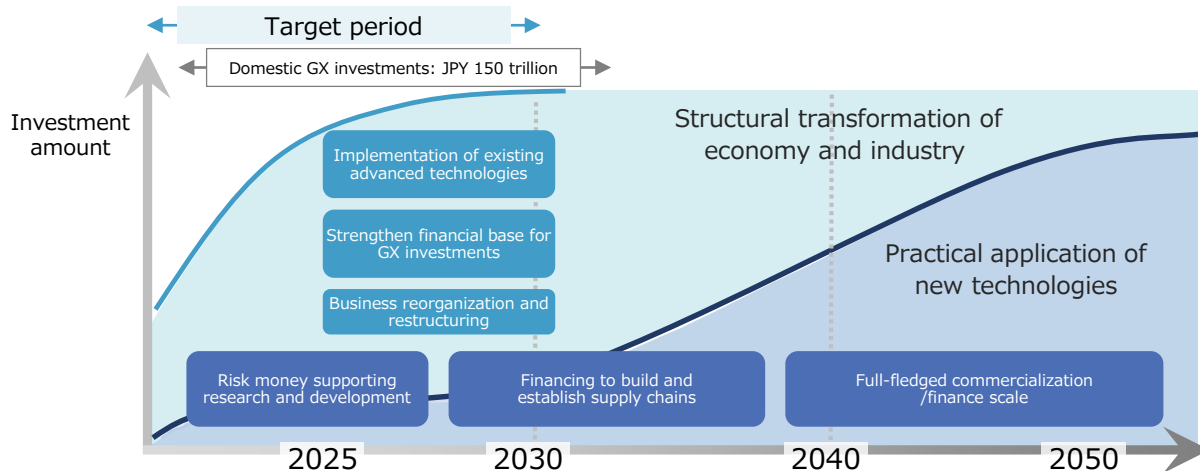 Target period
Domestic GX investments: JPY 150 trillion
Investment
amount
Structural transformation of
economy and industry
Implementation of existing
advanced technologies
Strengthen financial base for
GX investments
Practical application of
new technologies
Business reorganization and
restructuring
Risk money supporting
research and development
Financing to build and
establish supply chains
Full-fledged commercialization
/finance scale
2025
2030
2040
2050